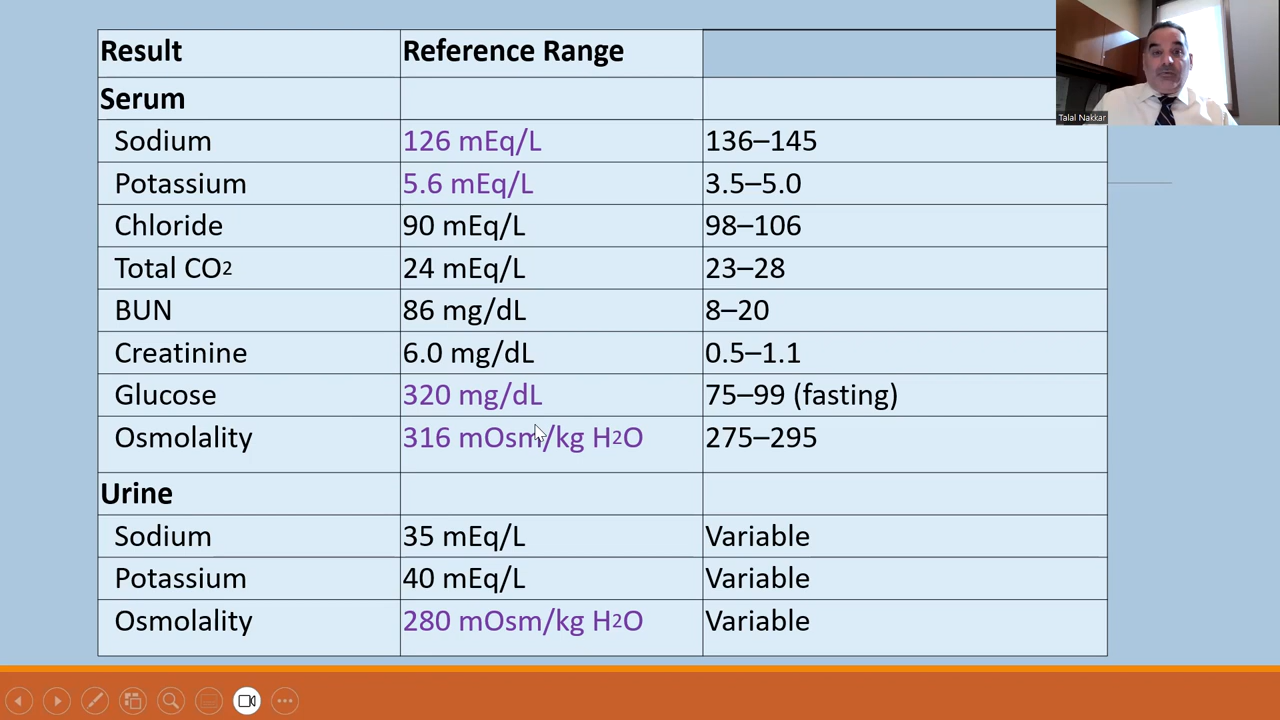 Result Reference Range
Serum
Sodium 126 mEq/L 136–145
Potassium 5.6 mEq/L 3.5–5.0
Chloride 90 mEq/L 98–106
Total CO2 24 mEq/L 23–28
BUN 86 mg/dL 8–20
Creatinine 6.0 mg/dL 0.5–1.1
Glucose 320 mg/dL 75–99 (fasting)
Osmolality 316 mOsm/kg H2O 275–295
Urine
Sodium 35 mEq/L Variable
Potassium 40 mEq/L Variable
Osmolality 280 mOsm/kg H2O Variable
Talal Nakkar